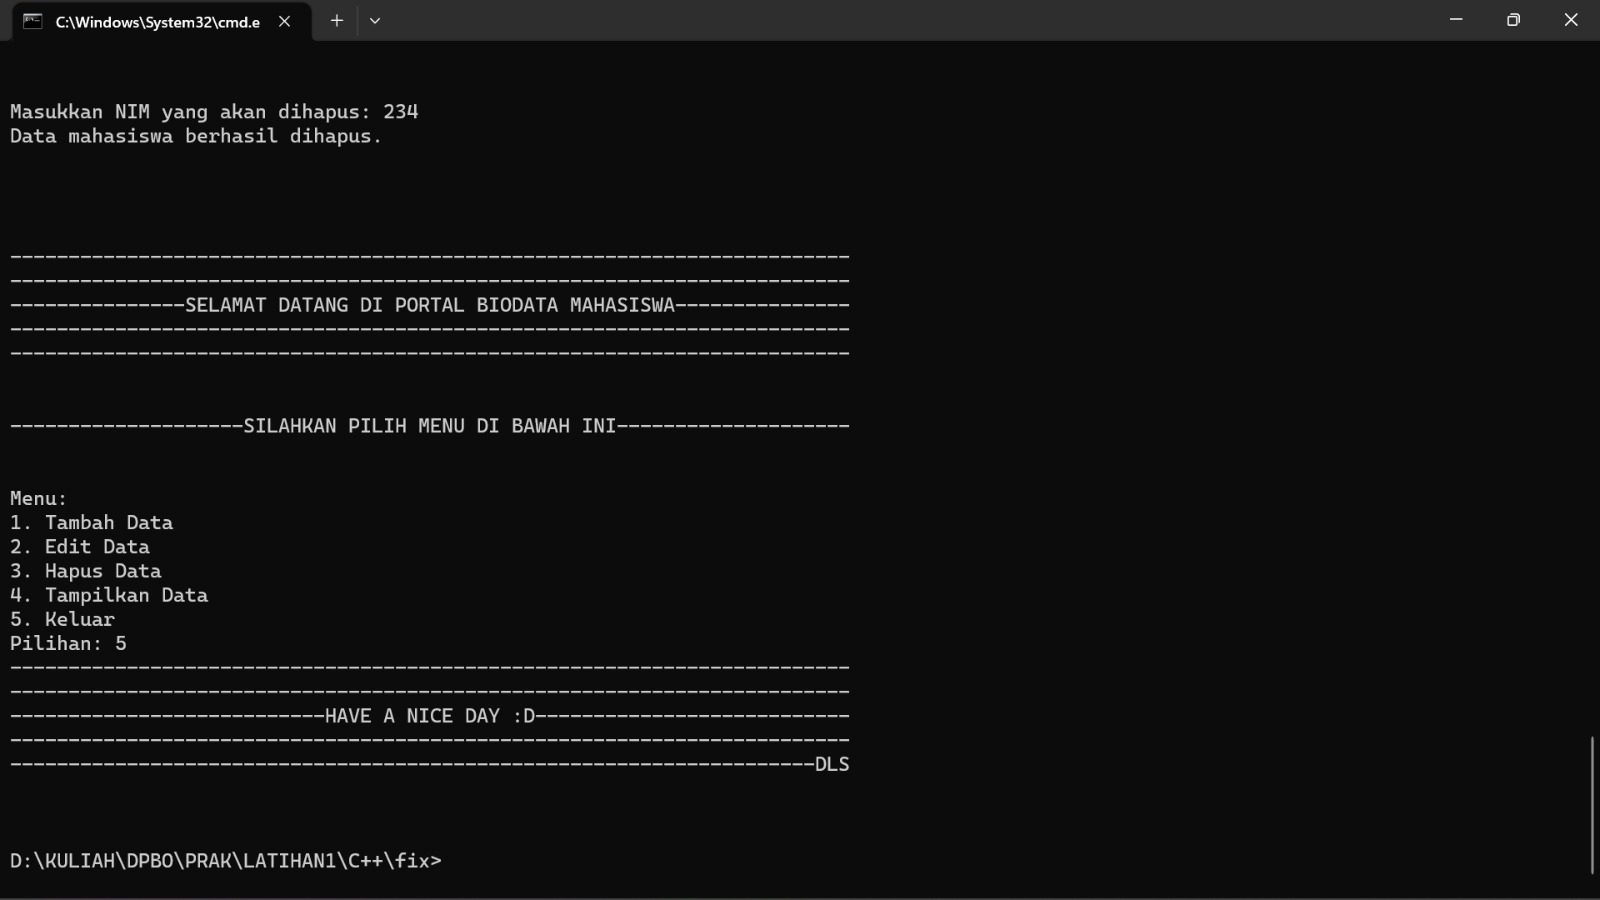 C:\Windows\System32\cmd.e
Masukkan NIM yang akan dihapus: 234
Data mahasiswa berhasil dihapus.
------------------------------------------------------------------------
------------------------------------------------------------------------
---------------SELAMAT DATANG DI PORTAL BIODATA MAHASISWA---------------
------------------------------------------------------------------------
------------------------------------------------------------------------
--------------------SILAHKAN PILIH MENU DI BAWAH INI--------------------
Menu:
1. Tambah Data
2. Edit Data
3. Hapus Data
4. Tampilkan Data
5. Keluar
Pilihan: 5
------------------------------------------------------------------------
------------------------------------------------------------------------
---------------------------HAVE A NICE DAY :D---------------------------
------------------------------------------------------------------------
---------------------------------------------------------------------DLS
D:\KULIAH\DPBO\PRAK\LATIHAN1\C++\fix>